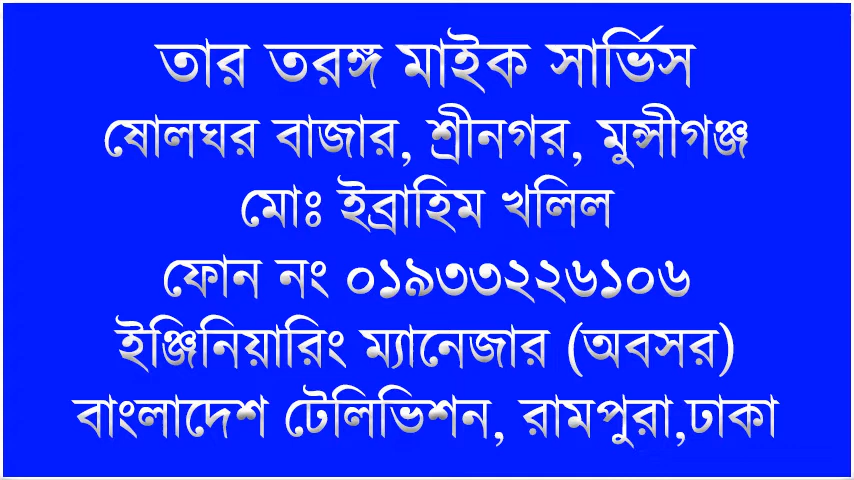 তার তরঙ্গ মাইক সার্ভিস
ষোলঘর বাজার, শ্রীনগর, মুন্সীগঞ্জ
মোঃ ইব্রাহিম খলিল
ফোন নং ০১৯৩৩২২৬১০৬
ইঞ্জিনিয়ারিং ম্যানেজার (অবসর)
বাংলাদেশ টেলিভিশন, রামপুরা,ঢাকা